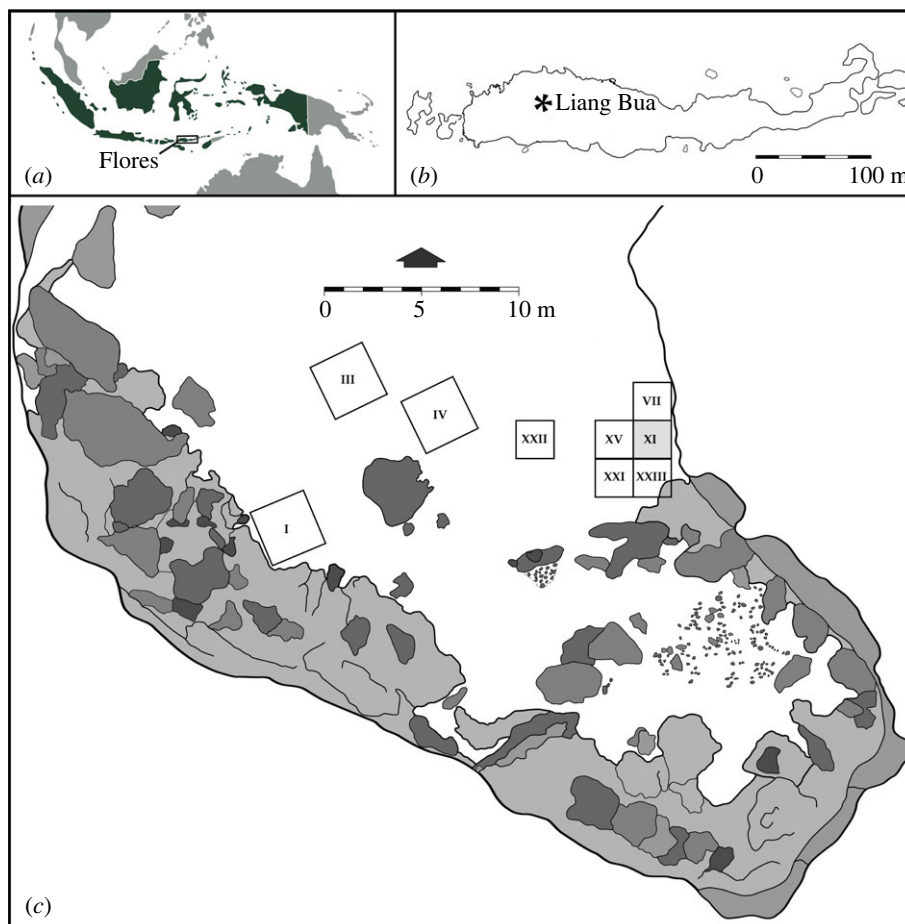 (a)
Flores
(b)
Liang Bua
0 100 m
0 5 10 m
III
IV
VII
XXII
XV
XI
XXI
XXIII
I
(c)